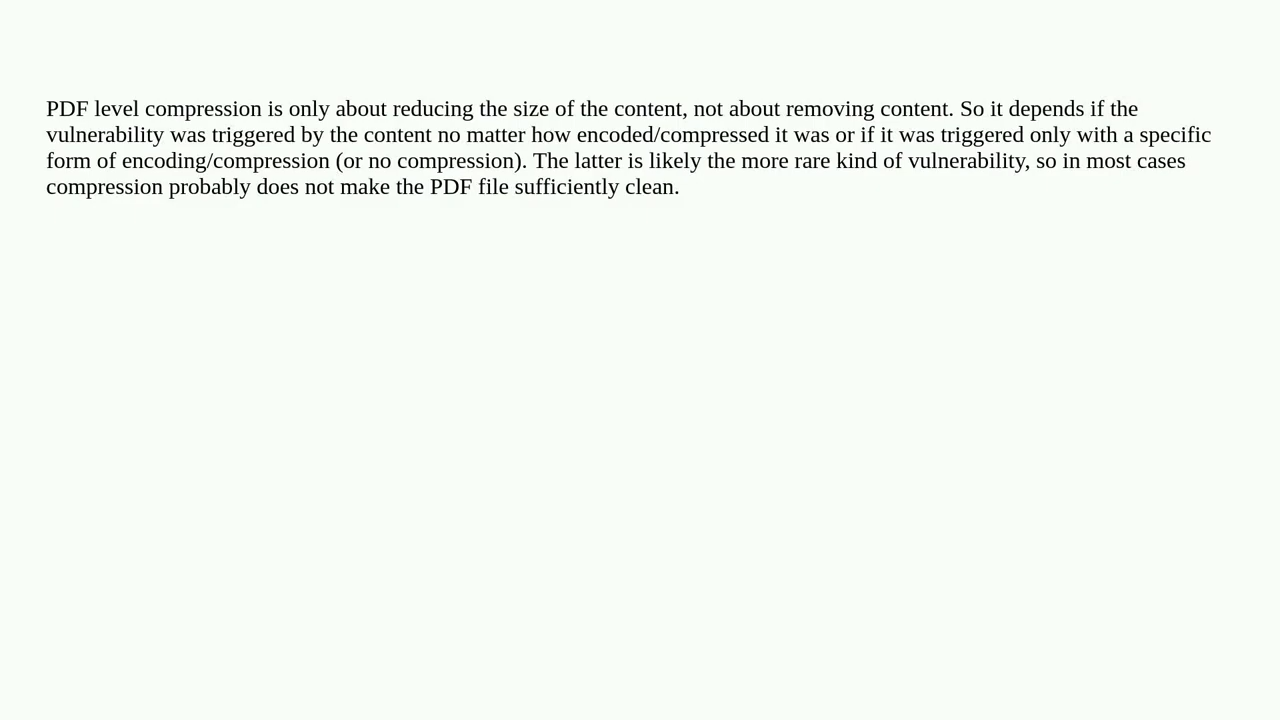 PDF level compression is only about reducing the size of the content, not about removing content. So it depends if the
vulnerability was triggered by the content no matter how encoded/compressed it was or if it was triggered only with a specific
form of encoding/compression (or no compression). The latter is likely the more rare kind of vulnerability, so in most cases
compression probably does not make the PDF file sufficiently clean.